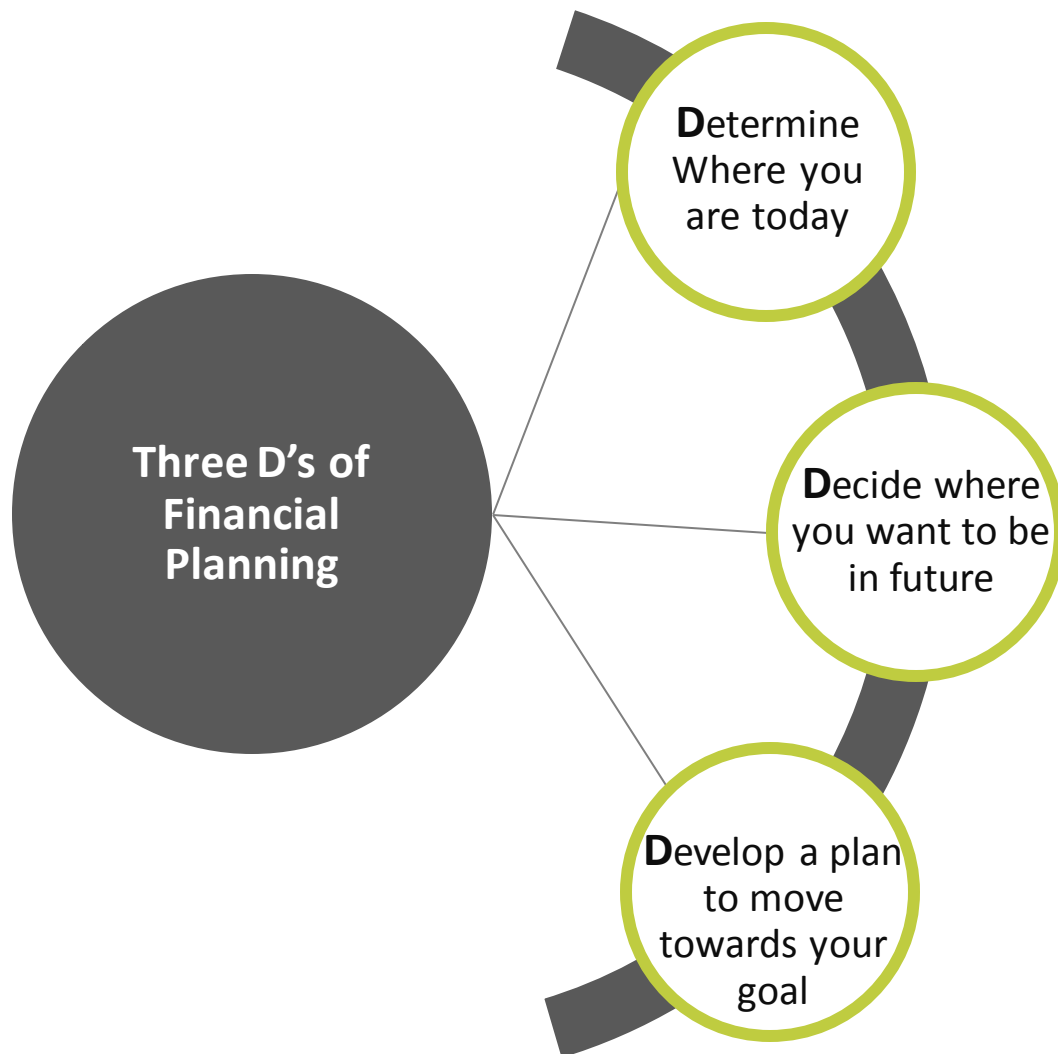 Three D’s of
Financial
Planning
Determine
Where you
are today
Decide where
you want to be
in future
Develop a plan
to move
towards your
goal